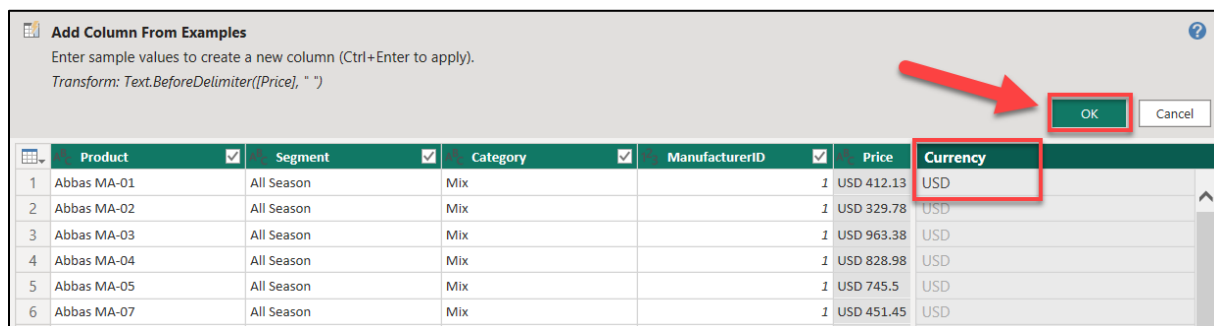 Add Column From Examples
Enter sample values to create a new column (Ctrl+Enter to apply).
Transform: Text.BeforeDelimiter([Price], " ")
OK Cancel
Product Segment Category ManufacturerID Price Currency
1 Abbas MA-01 All Season Mix 1 USD 412.13 USD
2 Abbas MA-02 All Season Mix 1 USD 329.78 USD
3 Abbas MA-03 All Season Mix 1 USD 963.38 USD
4 Abbas MA-04 All Season Mix 1 USD 828.98 USD
5 Abbas MA-05 All Season Mix 1 USD 745.5 USD
6 Abbas MA-07 All Season Mix 1 USD 451.45 USD